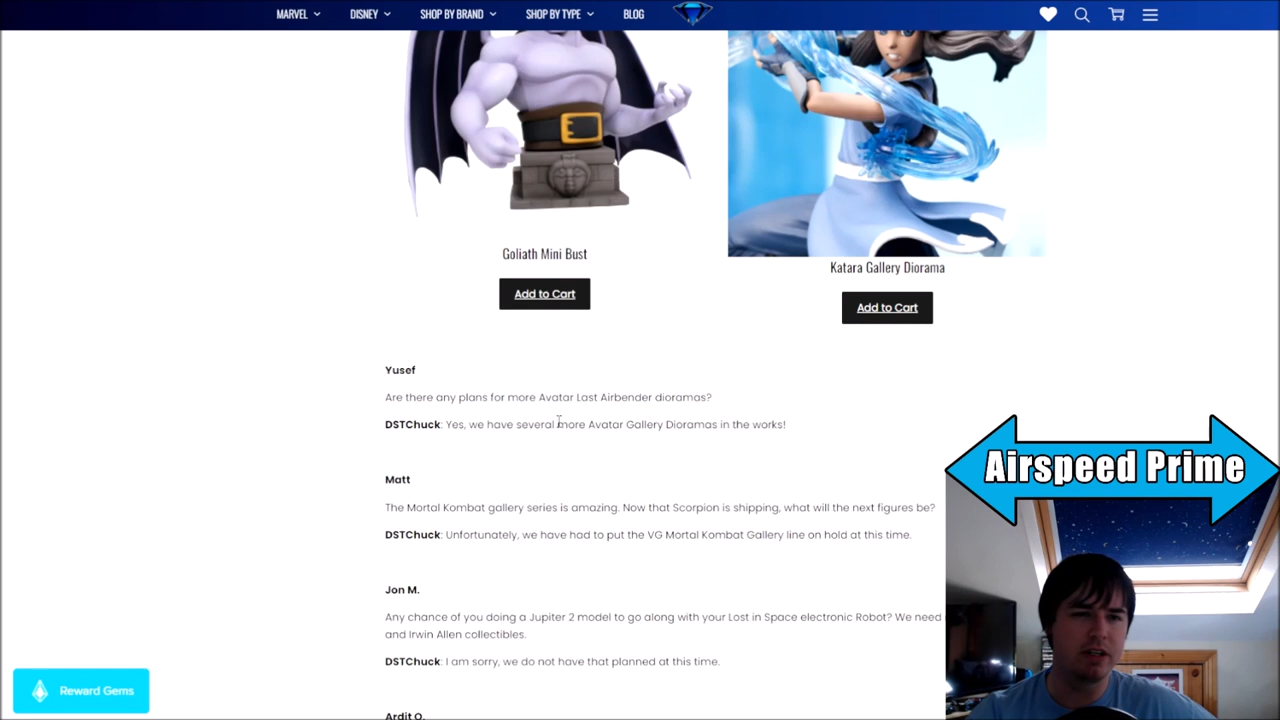 MARVEL DISNEY SHOP BY BRAND SHOP BY TYPE BLOG
Goliath Mini Bust
Add to Cart
Katara Gallery Diorama
Add to Cart
Yusef
Are there any plans for more Avatar Last Airbender dioramas?
DSTChuck: Yes, we have several more Avatar Gallery Dioramas in the works!
Matt
The Mortal Kombat gallery series is amazing. Now that Scorpion is shipping, what will the next figures be?
DSTChuck: Unfortunately, we have had to put the VG Mortal Kombat Gallery line on hold at this time.
Jon M.
Any chance of you doing a Jupiter 2 model to go along with your Lost in Space electronic Robot? We need
and Irwin Allen collectibles.
DSTChuck: I am sorry, we do not have that planned at this time.
Ardit O.
Airspeed Prime
Reward Gems